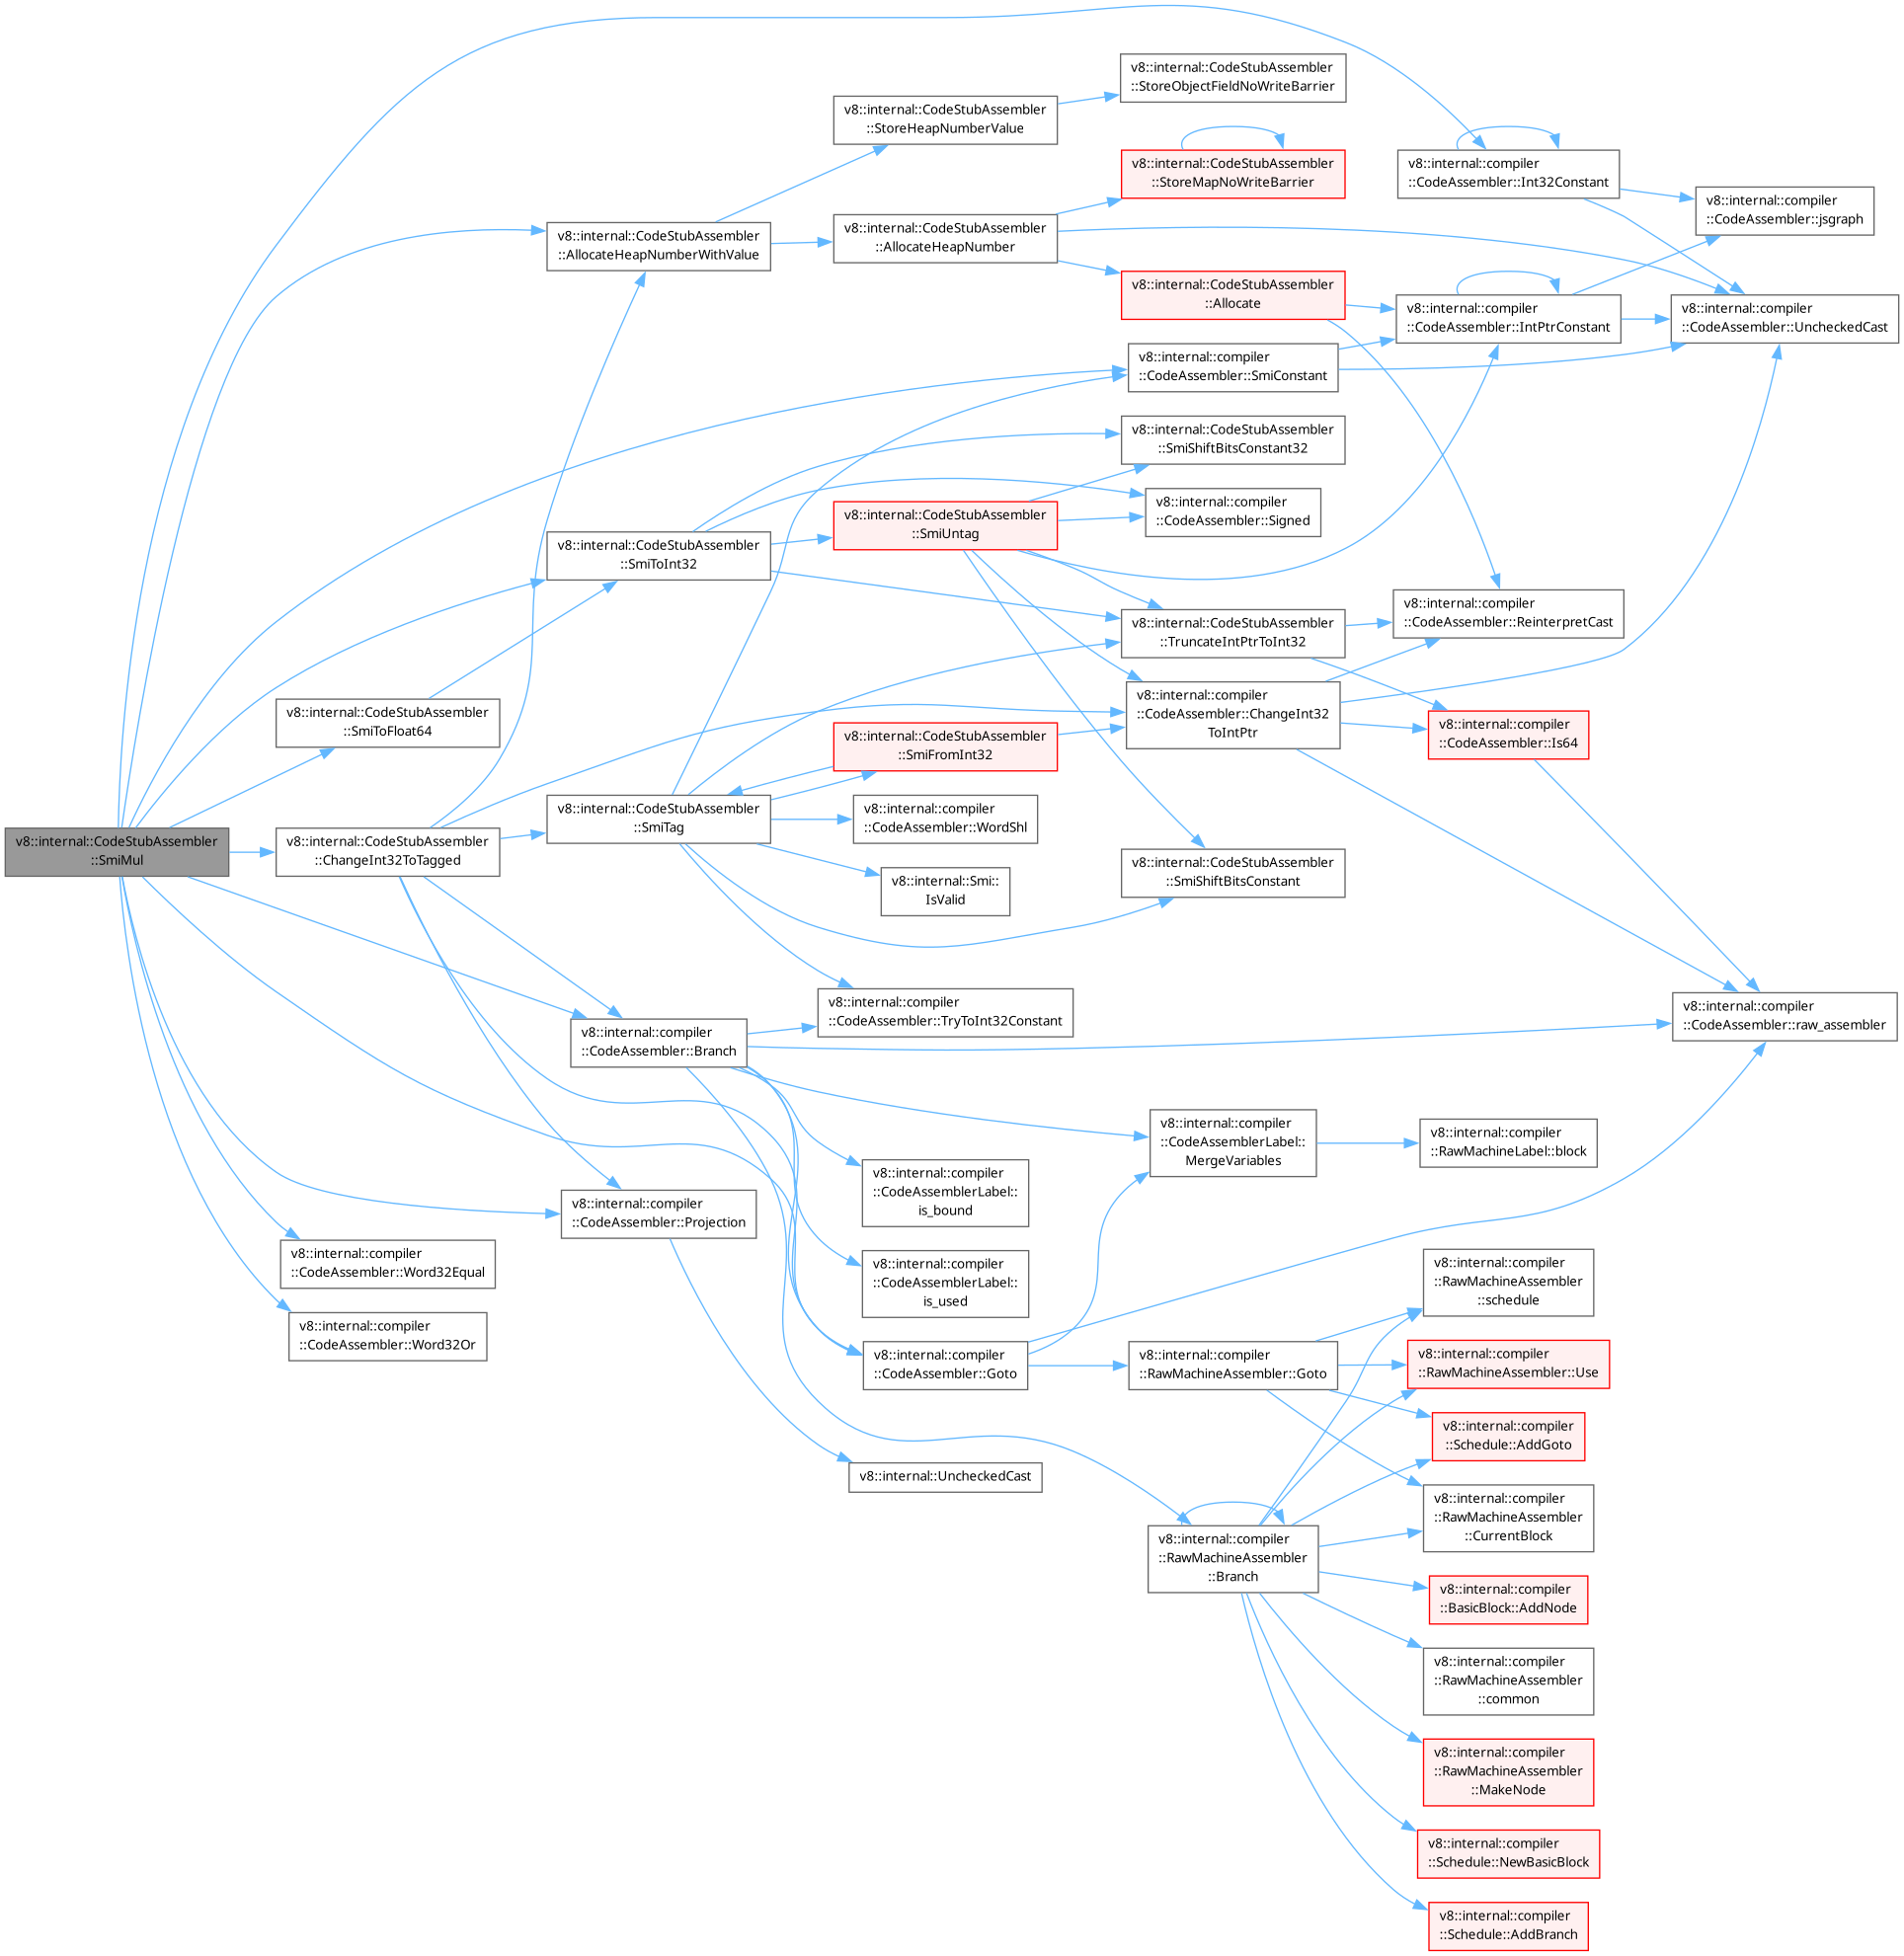 v8::internal::CodeStubAssembler
::SmiMul
v8::internal::CodeStubAssembler
::SmiToFloat64
v8::internal::CodeStubAssembler
::ChangeInt32ToTagged
v8::internal::compiler
::CodeAssembler::Word32Equal
v8::internal::compiler
::CodeAssembler::Word32Or
v8::internal::CodeStubAssembler
::AllocateHeapNumberWithValue
v8::internal::CodeStubAssembler
::SmiToInt32
v8::internal::CodeStubAssembler
::SmiTag
v8::internal::compiler
::CodeAssembler::Branch
v8::internal::compiler
::CodeAssembler::Projection
v8::internal::CodeStubAssembler
::StoreHeapNumberValue
v8::internal::CodeStubAssembler
::AllocateHeapNumber
v8::internal::CodeStubAssembler
::SmiUntag
v8::internal::CodeStubAssembler
::SmiFromInt32
v8::internal::compiler
::CodeAssembler::WordShl
v8::internal::Smi::
IsValid
v8::internal::compiler
::CodeAssembler::TryToInt32Constant
v8::internal::compiler
::CodeAssemblerLabel::
is_bound
v8::internal::compiler
::CodeAssemblerLabel::
is_used
v8::internal::compiler
::CodeAssembler::Goto
v8::internal::UncheckedCast
v8::internal::CodeStubAssembler
::StoreObjectFieldNoWriteBarrier
v8::internal::CodeStubAssembler
::StoreMapNoWriteBarrier
v8::internal::CodeStubAssembler
::Allocate
v8::internal::compiler
::CodeAssembler::SmiConstant
v8::internal::CodeStubAssembler
::SmiShiftBitsConstant32
v8::internal::compiler
::CodeAssembler::Signed
v8::internal::CodeStubAssembler
::TruncateIntPtrToInt32
v8::internal::compiler
::CodeAssembler::ChangeInt32
ToIntPtr
v8::internal::CodeStubAssembler
::SmiShiftBitsConstant
v8::internal::compiler
::CodeAssemblerLabel::
MergeVariables
v8::internal::compiler
::RawMachineAssembler::Goto
v8::internal::compiler
::RawMachineAssembler
::Branch
v8::internal::compiler
::CodeAssembler::Int32Constant
v8::internal::compiler
::CodeAssembler::IntPtrConstant
v8::internal::compiler
::CodeAssembler::ReinterpretCast
v8::internal::compiler
::CodeAssembler::Is64
v8::internal::compiler
::RawMachineLabel::block
v8::internal::compiler
::RawMachineAssembler
::schedule
v8::internal::compiler
::RawMachineAssembler::Use
v8::internal::compiler
::Schedule::AddGoto
v8::internal::compiler
::RawMachineAssembler
::CurrentBlock
v8::internal::compiler
::BasicBlock::AddNode
v8::internal::compiler
::RawMachineAssembler
::common
v8::internal::compiler
::RawMachineAssembler
::MakeNode
v8::internal::compiler
::Schedule::NewBasicBlock
v8::internal::compiler
::Schedule::AddBranch
v8::internal::compiler
::CodeAssembler::jsgraph
v8::internal::compiler
::CodeAssembler::UncheckedCast
v8::internal::compiler
::CodeAssembler::raw_assembler